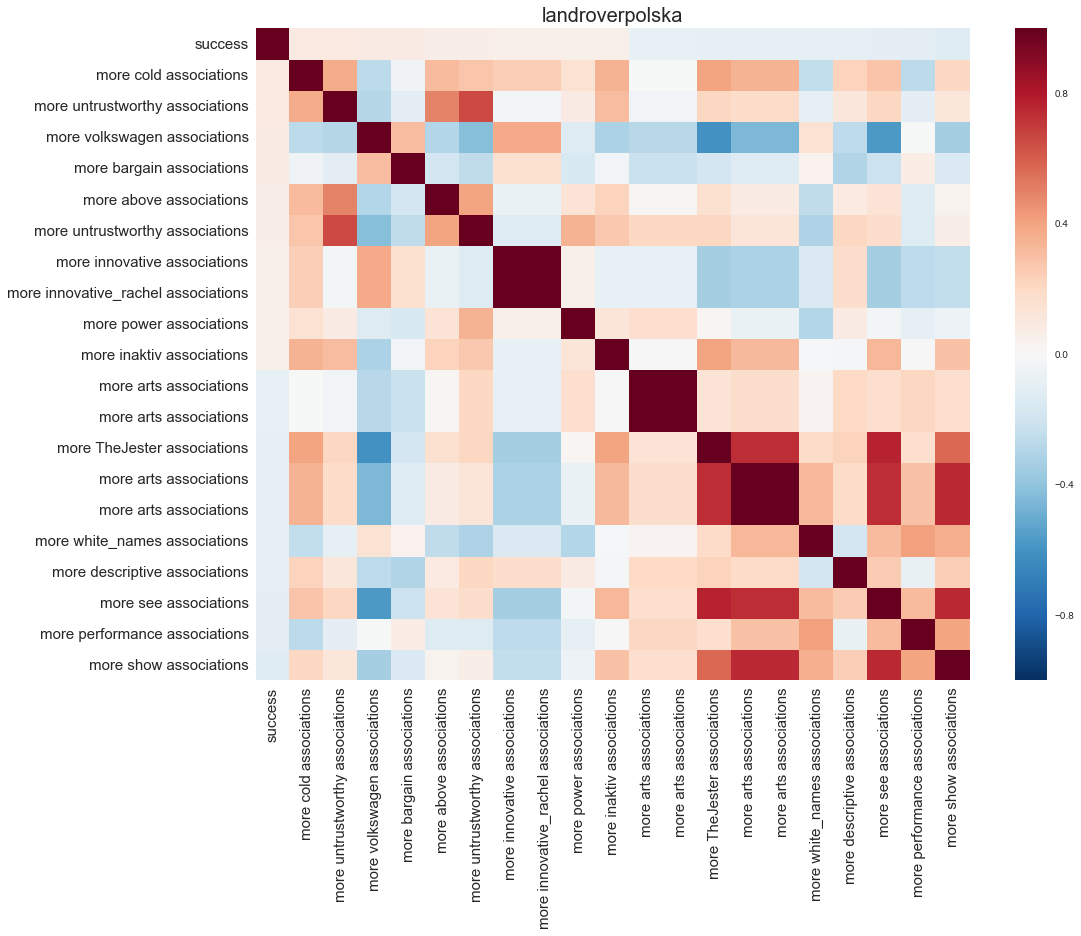 landroverpolska
success
more cold associations
more untrustworthy associations
more volkswagen associations
more bargain associations
more above associations
more untrustworthy associations
more innovative associations
more innovative_rachel associations
more power associations
more inaktiv associations
more arts associations
more arts associations
more TheJester associations
more arts associations
more arts associations
more white_names associations
more descriptive associations
more see associations
more performance associations
more show associations
0.8
0.4
0.0
−0.4
−0.8
success
more cold associations
more untrustworthy associations
more volkswagen associations
more bargain associations
more above associations
more untrustworthy associations
more innovative associations
more innovative_rachel associations
more power associations
more inaktiv associations
more arts associations
more arts associations
more TheJester associations
more arts associations
more arts associations
more white_names associations
more descriptive associations
more see associations
more performance associations
more show associations